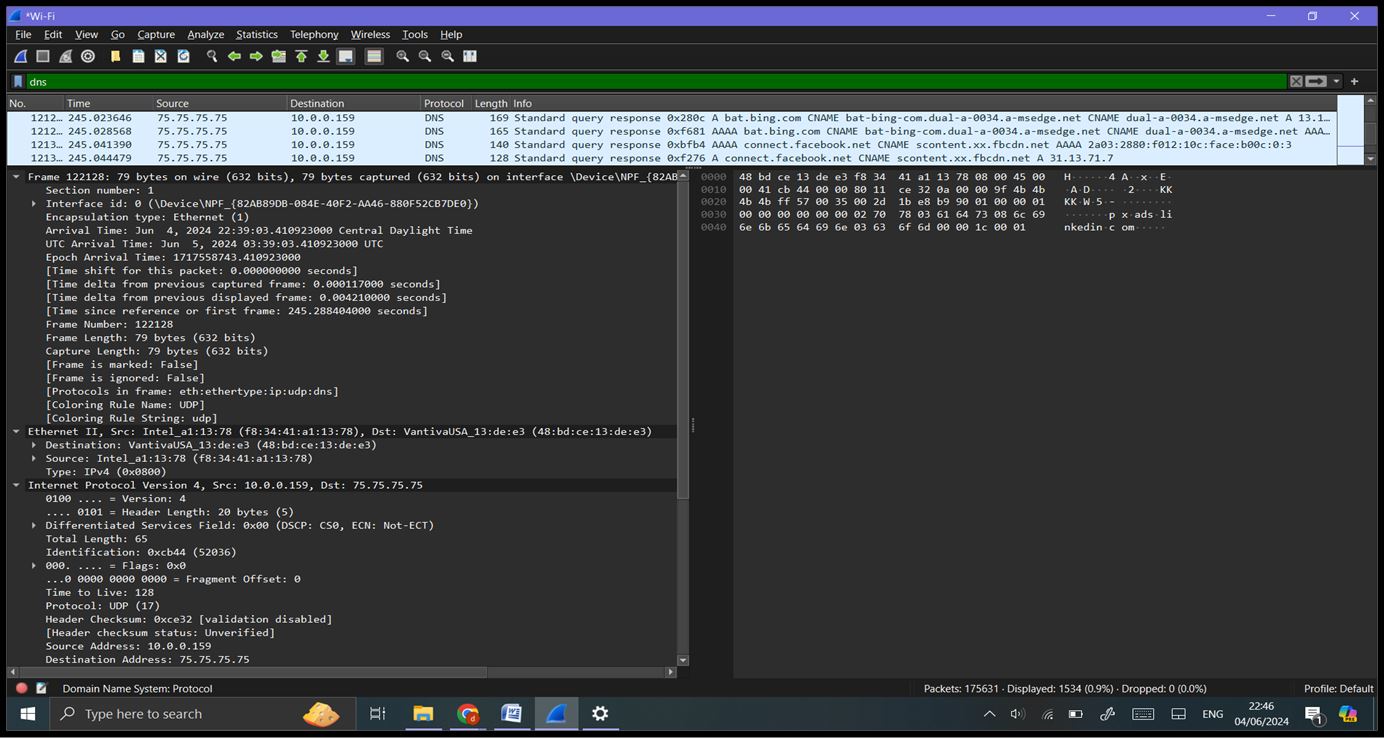 *Wi-Fi
File Edit View Go Capture Analyze Statistics Telephony Wireless Tools Help
dns
No. Time Source Destination Protocol Length Info
1212… 245.023646 75.75.75.75 10.0.0.159 DNS 169 Standard query response 0x280c A bat.bing.com CNAME bat-bing-com.dual-a-0034.a-msedge.net CNAME dual-a-0034.a-msedge.net A 13.1…
1212… 245.028568 75.75.75.75 10.0.0.159 DNS 165 Standard query response 0xf681 AAAA bat.bing.com CNAME bat-bing-com.dual-a-0034.a-msedge.net CNAME dual-a-0034.a-msedge.net AAA…
1213… 245.041390 75.75.75.75 10.0.0.159 DNS 140 Standard query response 0xbfb4 AAAA connect.facebook.net CNAME scontent.xx.fbcdn.net AAAA 2a03:2880:f012:10c:face:b00c:0:3
1213… 245.044479 75.75.75.75 10.0.0.159 DNS 128 Standard query response 0xf276 A connect.facebook.net CNAME scontent.xx.fbcdn.net A 31.13.71.7
Frame 122128: 79 bytes on wire (632 bits), 79 bytes captured (632 bits) on interface \Device\NPF_{82AB
Section number: 1
Interface id: 0 (\Device\NPF_{82AB89DB-084E-40F2-AA46-880F52CB7DE0})
Encapsulation type: Ethernet (1)
Arrival Time: Jun 4, 2024 22:39:03.410923000 Central Daylight Time
UTC Arrival Time: Jun 5, 2024 03:39:03.410923000 UTC
Epoch Arrival Time: 1717558743.410923000
[Time shift for this packet: 0.000000000 seconds]
[Time delta from previous captured frame: 0.000117000 seconds]
[Time delta from previous displayed frame: 0.004210000 seconds]
[Time since reference or first frame: 245.288404000 seconds]
Frame Number: 122128
Frame Length: 79 bytes (632 bits)
Capture Length: 79 bytes (632 bits)
[Frame is marked: False]
[Frame is ignored: False]
[Protocols in frame: eth:ethertype:ip:udp:dns]
[Coloring Rule Name: UDP]
[Coloring Rule String: udp]
Ethernet II, Src: Intel_a1:13:78 (f8:34:41:a1:13:78), Dst: VantivaUSA_13:de:e3 (48:bd:ce:13:de:e3)
Destination: VantivaUSA_13:de:e3 (48:bd:ce:13:de:e3)
Source: Intel_a1:13:78 (f8:34:41:a1:13:78)
Type: IPv4 (0x0800)
Internet Protocol Version 4, Src: 10.0.0.159, Dst: 75.75.75.75
0100 .... = Version: 4
.... 0101 = Header Length: 20 bytes (5)
Differentiated Services Field: 0x00 (DSCP: CS0, ECN: Not-ECT)
Total Length: 65
Identification: 0xcb44 (52036)
000. .... = Flags: 0x0
...0 0000 0000 0000 = Fragment Offset: 0
Time to Live: 128
Protocol: UDP (17)
Header Checksum: 0xce32 [validation disabled]
[Header checksum status: Unverified]
Source Address: 10.0.0.159
Destination Address: 75.75.75.75
0000 48 bd ce 13 de e3 f8 34 41 a1 13 78 08 00 45 00 H······4 A··x··E·
0010 00 41 cb 44 00 00 80 11 ce 32 0a 00 00 9f 4b 4b ·A·D···· ·2····KK
0020 4b 4b ff 57 00 35 00 2d 1b e8 b9 90 01 00 00 01 KK·W·5·- ········
0030 00 00 00 00 00 00 02 70 78 03 61 64 73 08 6c 69 ·······p x·ads·li
0040 6e 6b 65 64 69 6e 03 63 6f 6d 00 00 1c 00 01 nkedin·c om·····
Domain Name System: Protocol
Packets: 175631 · Displayed: 1534 (0.9%) · Dropped: 0 (0.0%)
Profile: Default
Type here to search
ENG
22:46
04/06/2024
1
PRE